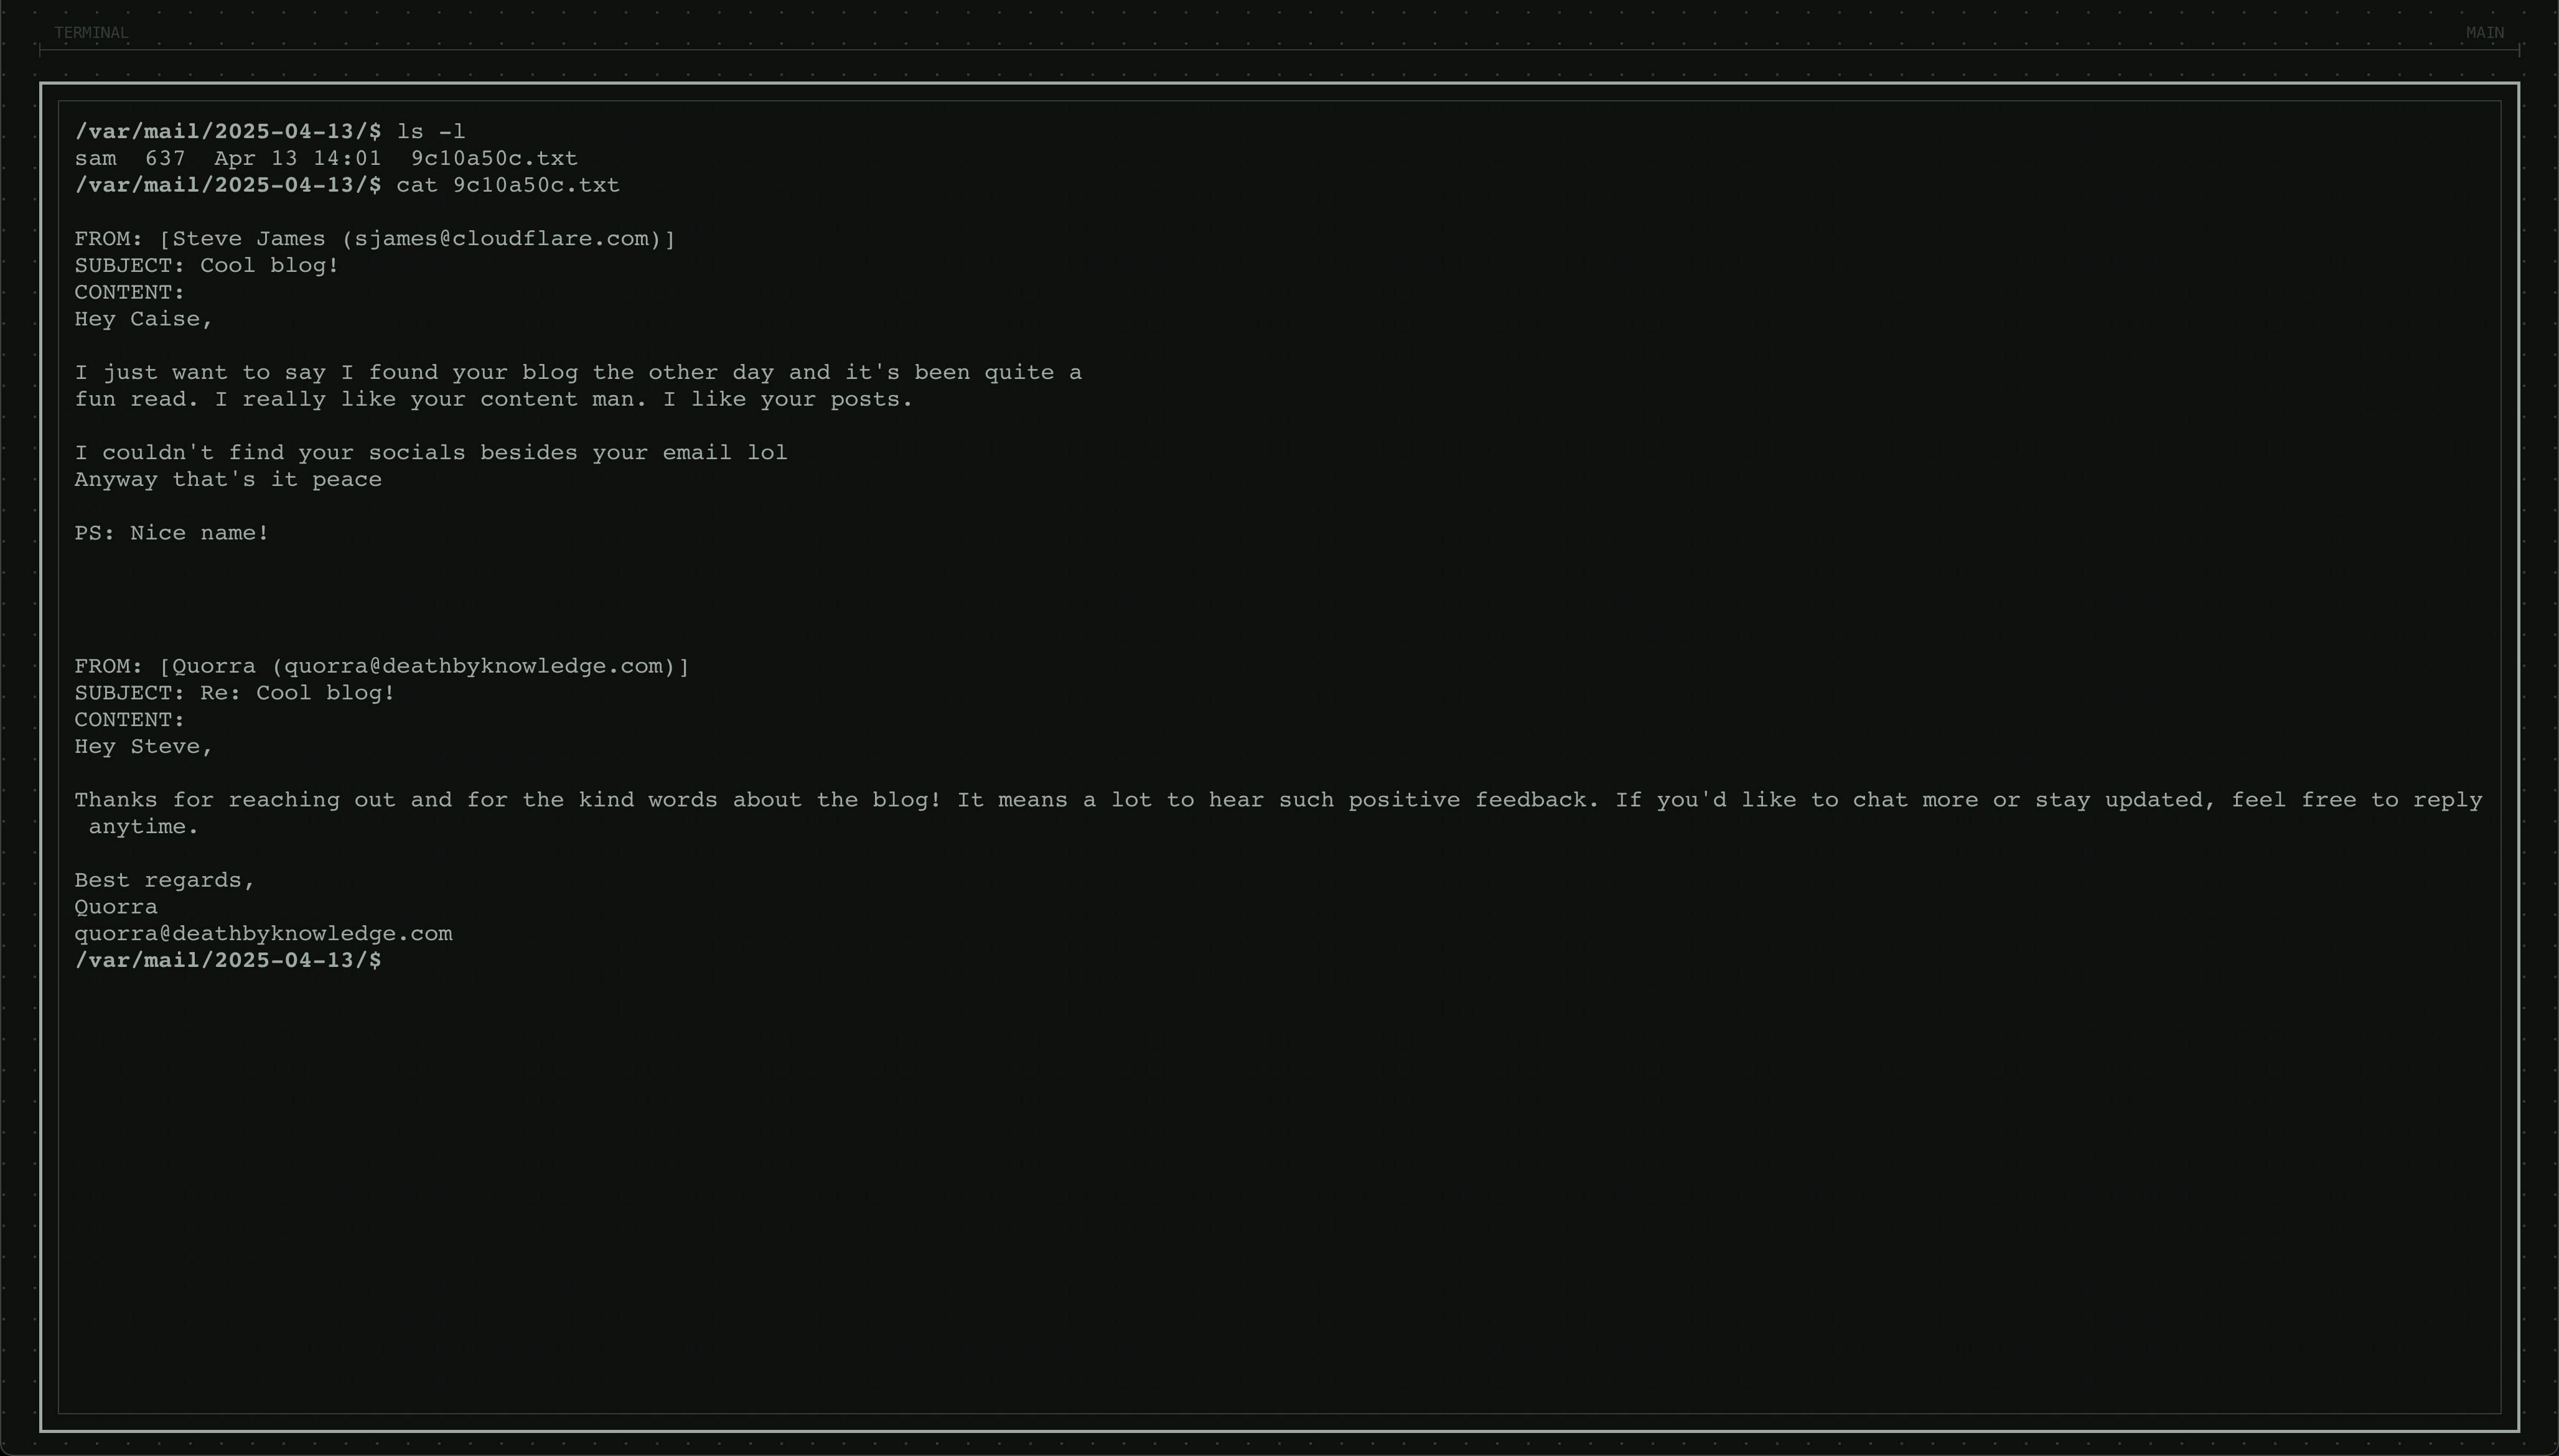 TERMINAL
MAIN
/var/mail/2025-04-13/$ ls -l
sam  637  Apr 13 14:01  9c10a50c.txt
/var/mail/2025-04-13/$ cat 9c10a50c.txt
FROM: [Steve James (sjames@cloudflare.com)]
SUBJECT: Cool blog!
CONTENT:
Hey Caise,
I just want to say I found your blog the other day and it's been quite a
fun read. I really like your content man. I like your posts.
I couldn't find your socials besides your email lol
Anyway that's it peace
PS: Nice name!
FROM: [Quorra (quorra@deathbyknowledge.com)]
SUBJECT: Re: Cool blog!
CONTENT:
Hey Steve,
Thanks for reaching out and for the kind words about the blog! It means a lot to hear such positive feedback. If you'd like to chat more or stay updated, feel free to reply
anytime.
Best regards,
Quorra
quorra@deathbyknowledge.com
/var/mail/2025-04-13/$